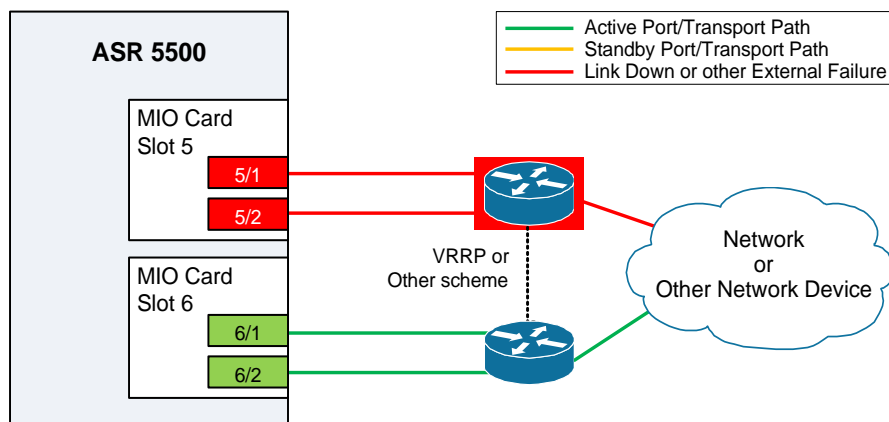 Active Port/Transport Path
Standby Port/Transport Path
Link Down or other External Failure
ASR 5500
MIO Card
Slot 5
5/1
5/2
VRRP or
Other scheme
Network
or
Other Network Device
MIO Card
Slot 6
6/1
6/2